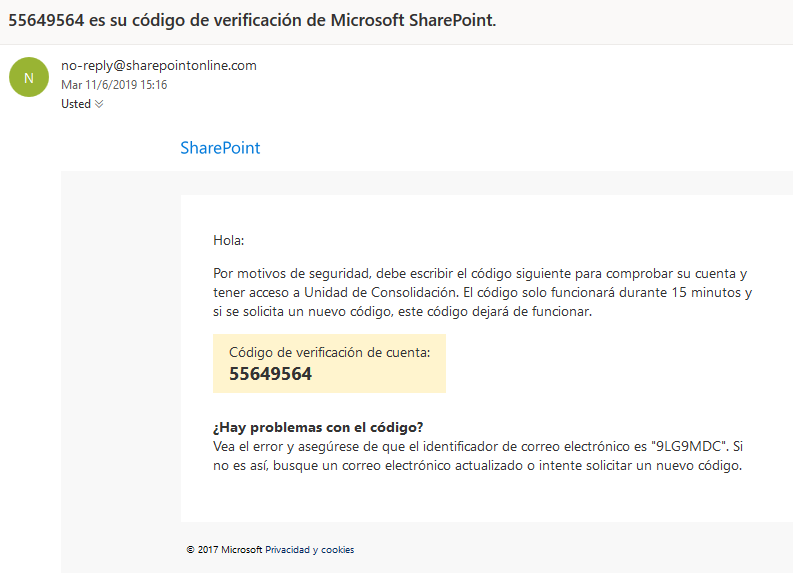 55649564 es su código de verificación de Microsoft SharePoint.
N
no-reply@sharepointonline.com
Mar 11/6/2019 15:16
Usted
SharePoint
Hola:
Por motivos de seguridad, debe escribir el código siguiente para comprobar su cuenta y
tener acceso a Unidad de Consolidación. El código solo funcionará durante 15 minutos y
si se solicita un nuevo código, este código dejará de funcionar.
Código de verificación de cuenta:
55649564
¿Hay problemas con el código?
Vea el error y asegúrese de que el identificador de correo electrónico es "9LG9MDC". Si
no es así, busque un correo electrónico actualizado o intente solicitar un nuevo código.
© 2017 Microsoft Privacidad y cookies